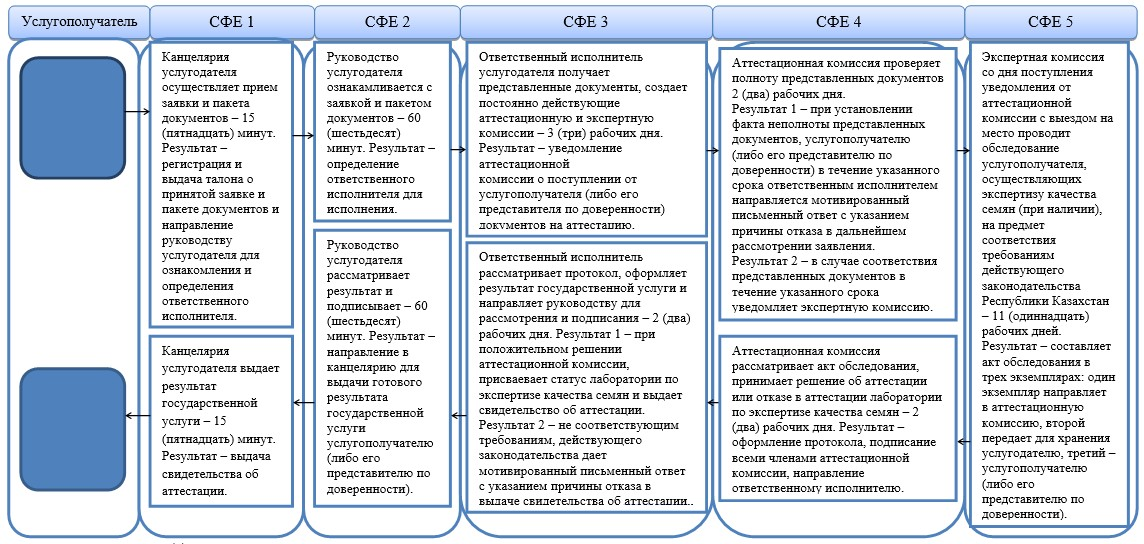 Услугополучатель
СФЕ 1
СФЕ 2
СФЕ 3
СФЕ 4
СФЕ 5
Канцелярия
услугодателя
осуществляет прием
заявки и пакета
документов – 15
(пятнадцать) минут.
Результат –
регистрация и
выдача талона о
принятой заявке и
пакете документов и
направление
руководству
услугодателя для
ознакомления и
определения
ответственного
исполнителя.
Руководство
услугодателя
ознакамливается с
заявкой и пакетом
документов – 60
(шестьдесят)
минут. Результат –
определение
ответственного
исполнителя для
исполнения.
Ответственный исполнитель
услугодателя получает
представленные документы, создает
постоянно действующие
аттестационную и экспертную
комиссии – 3 (три) рабочих дня.
Результат – уведомление
аттестационной
комиссии о поступлении от
услугополучателя (либо его
представителя по доверенности)
документов на аттестацию.
Аттестационная комиссия проверяет
полноту представленных документов
2 (два) рабочих дня.
Результат 1 – при установлении
факта неполноты представленных
документов, услугополучателю
(либо его представителю по
доверенности) в течение указанного
срока ответственным исполнителем
направляется мотивированный
письменный ответ с указанием
причины отказа в дальнейшем
рассмотрении заявления.
Результат 2 – в случае соответствия
представленных документов в
течение указанного срока
уведомляет экспертную комиссию.
Экспертная комиссия
со дня поступления
уведомления от
аттестационной
комиссии с выездом на
место проводит
обследование
услугополучателя,
осуществляющих
экспертизу качества
семян (при наличии),
на предмет
соответствия
требованиям
действующего
законодательства
Республики Казахстан
– 11 (одиннадцать)
рабочих дней.
Результат – составляет
акт обследования в
трех экземплярах: один
экземпляр направляет
в аттестационную
комиссию, второй
передает для хранения
услугодателю, третий –
услугополучателю
(либо его
представителю по
доверенности).
Аттестационная комиссия
рассматривает акт обследования,
принимает решение об аттестации
или отказе в аттестации лаборатории
по экспертизе качества семян – 2
(два) рабочих дня. Результат –
оформление протокола, подписание
всеми членами аттестационной
комиссии, направление
ответственному исполнителю.
Ответственный исполнитель
рассматривает протокол, оформляет
результат государственной услуги и
направляет руководству для
рассмотрения и подписания – 2 (два)
рабочих дня. Результат 1 – при
положительном решении
аттестационной комиссии,
присваевает статус лаборатории по
экспертизе качества семян и выдает
свидетельство об аттестации.
Результат 2 – не соответствующим
требованиям, действующего
законодательства дает
мотивированный письменный ответ
с указанием причины отказа в
выдаче свидетельства об аттестации..
Руководство
услугодателя
рассматривает
результат и
подписывает – 60
(шестьдесят)
минут. Результат –
направление в
канцелярию для
выдачи готового
результата
государственной
услуги
услугополучателю
(либо его
представителю по
доверенности).
Канцелярия
услугодателя выдает
результат
государственной
услуги – 15
(пятнадцать) минут.
Результат – выдача
свидетельства об
аттестации.